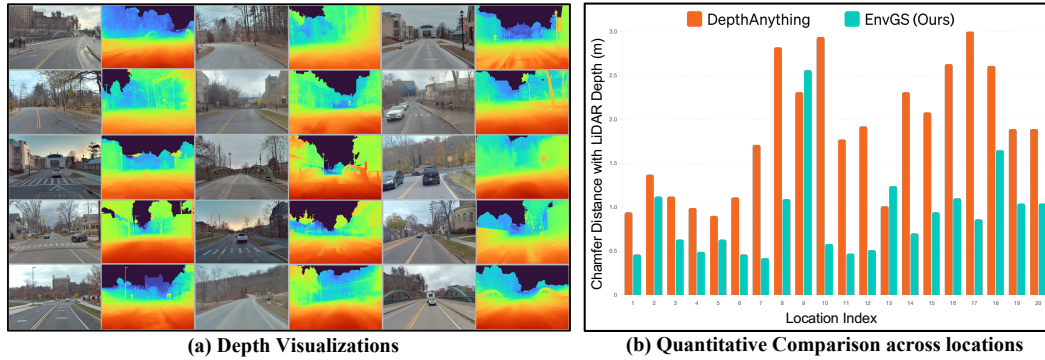 DepthAnything
EnvGS (Ours)
Chamfer Distance with LiDAR Depth (m)
3.0
2.5
2.0
1.5
1.0
0.5
0.0
1 2 3 4 5 6 7 8 9 10 11 12 13 14 15 16 17 18 19 20
Location Index
(a) Depth Visualizations
(b) Quantitative Comparison across locations